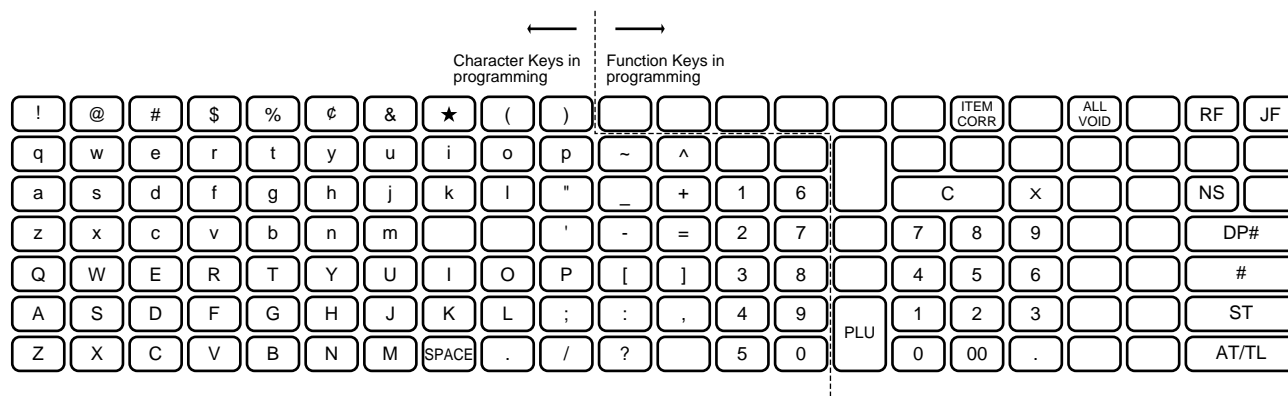 Character Keys in Function Keys in
programming programming
! @ # $ % ¢ & ★ ( ) ITEM CORR ALL VOID RF JF
q w e r t y u i o p ~ ^
a s d f g h j k l " _ + 1 6 C X NS
z x c v b n m ' - = 2 7 7 8 9 DP#
Q W E R T Y U I O P [ ] 3 8 4 5 6 #
A S D F G H J K L ; : , 4 9 PLU 1 2 3 ST
Z X C V B N M SPACE . / ? 5 0 0 00 . AT/TL